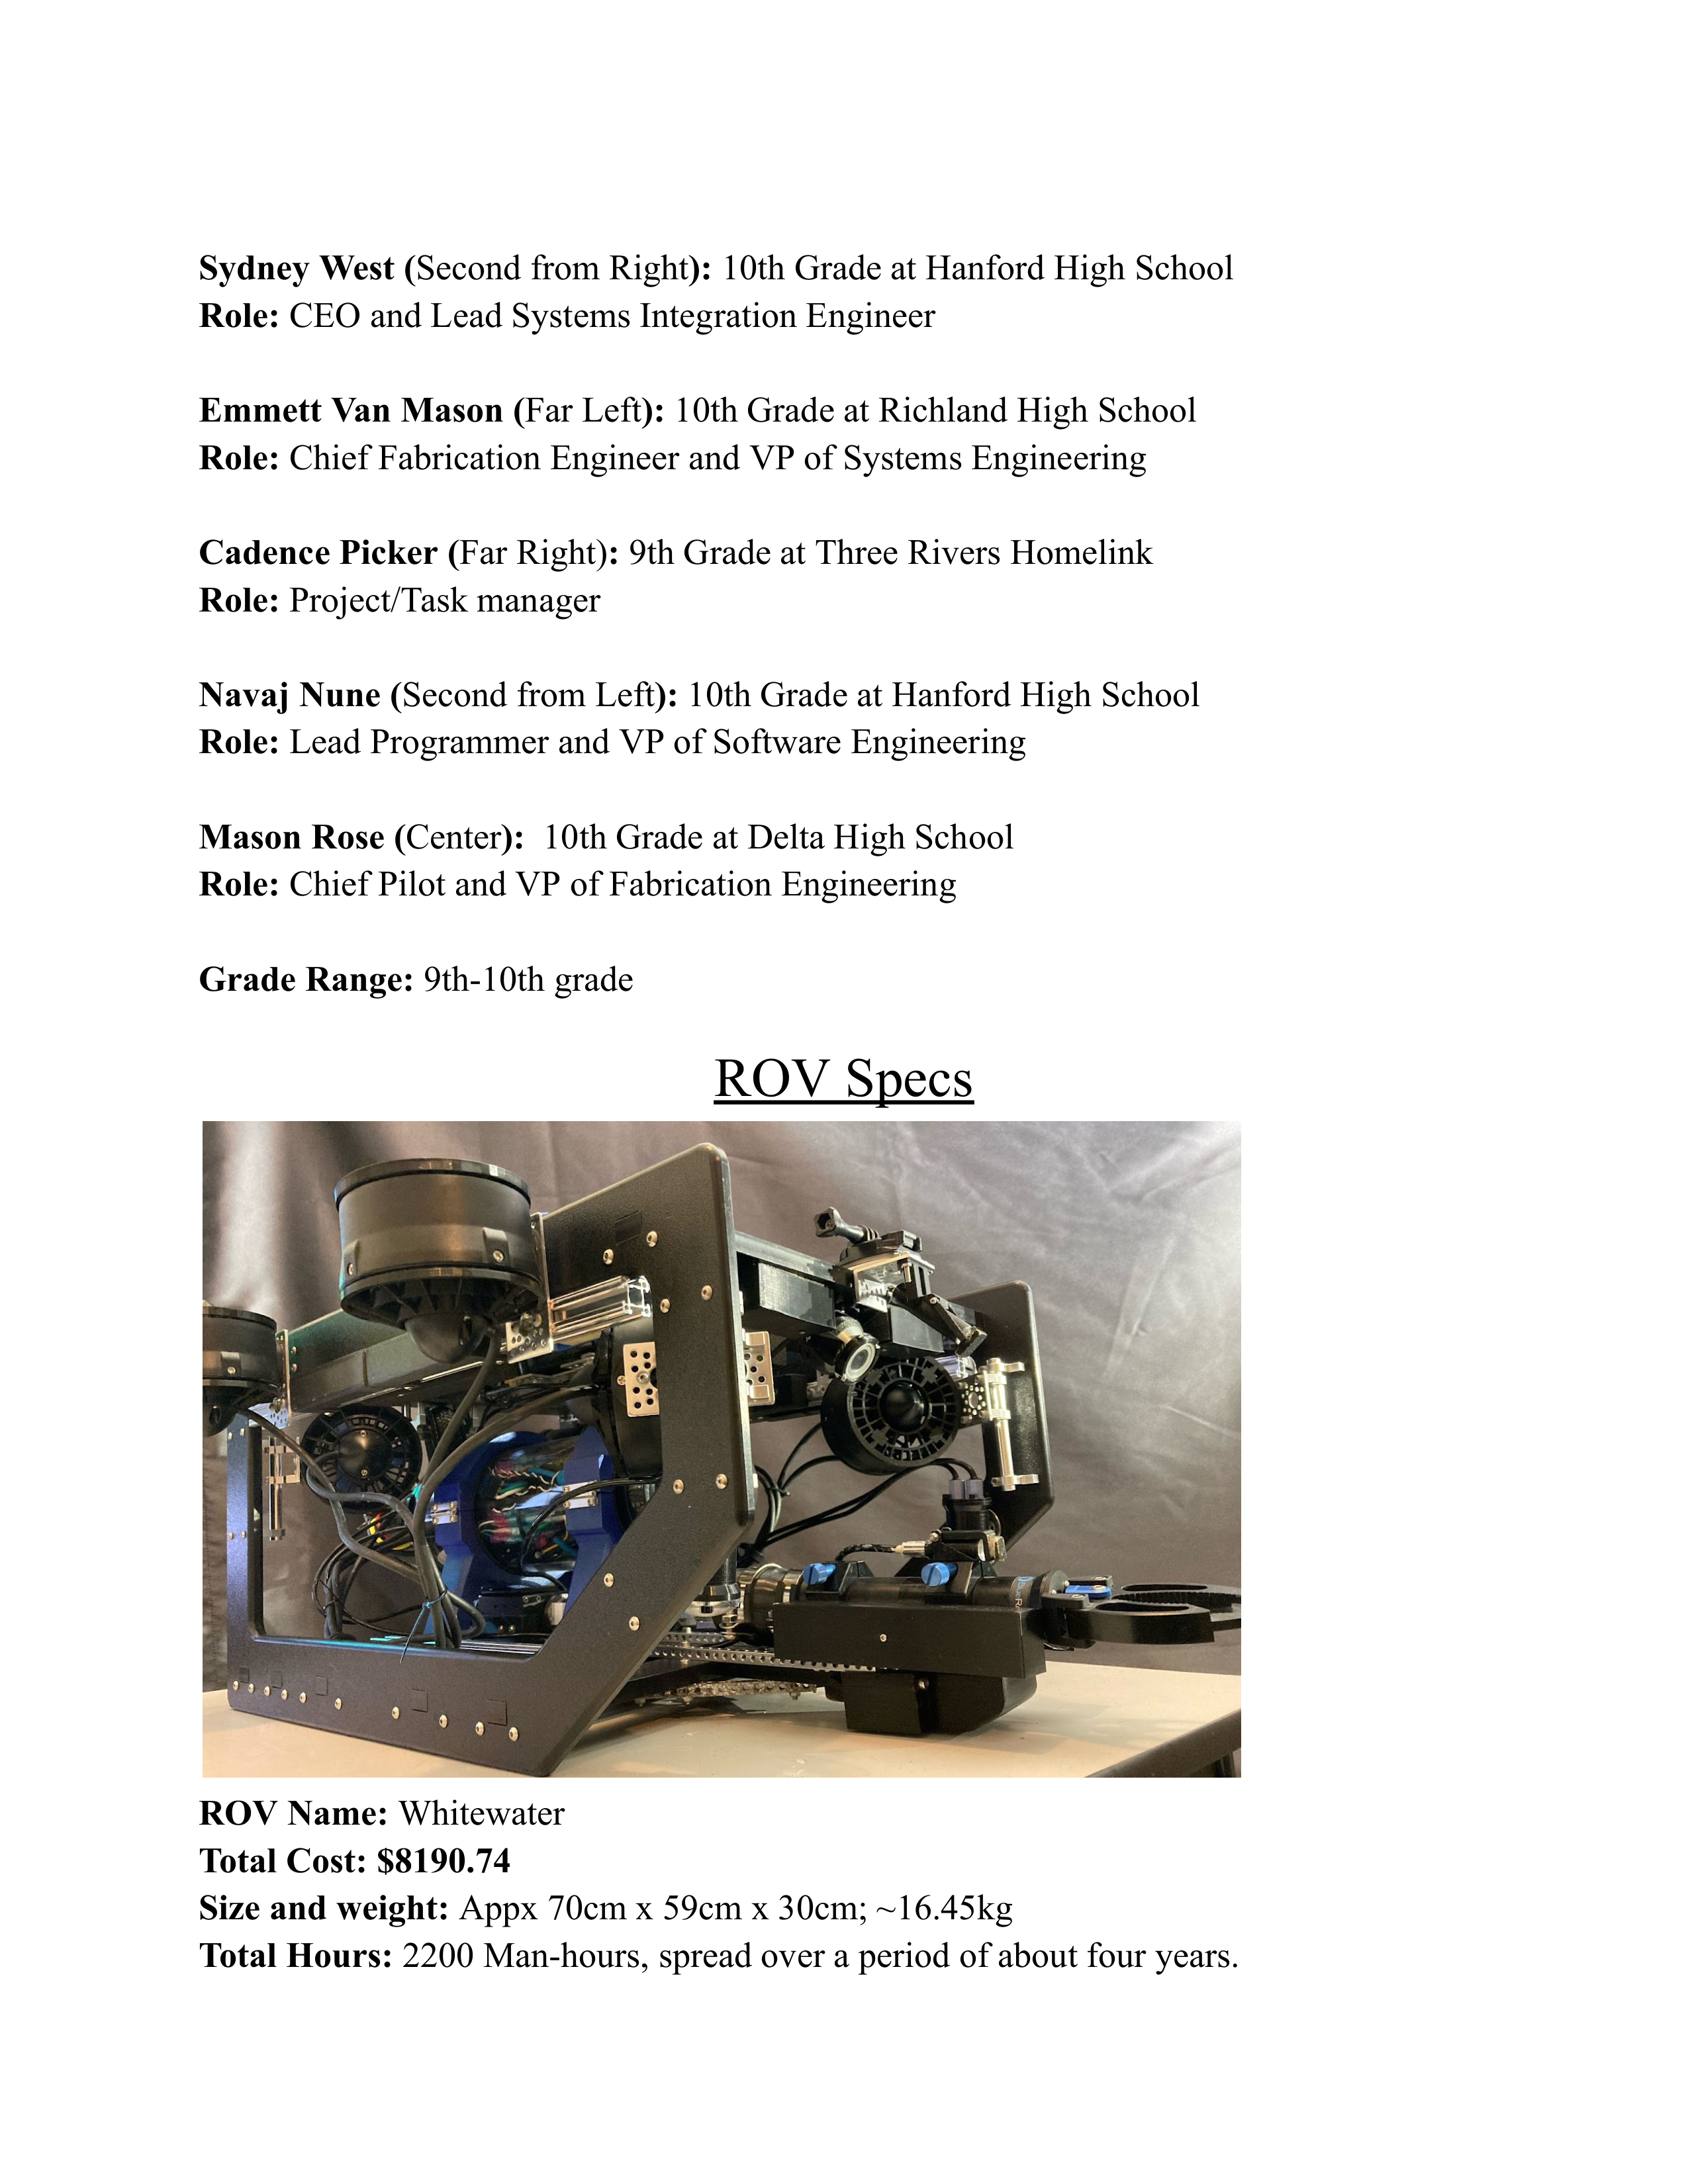 Sydney West (Second from Right): 10th Grade at Hanford High School
Role: CEO and Lead Systems Integration Engineer
Emmett Van Mason (Far Left): 10th Grade at Richland High School
Role: Chief Fabrication Engineer and VP of Systems Engineering
Cadence Picker (Far Right): 9th Grade at Three Rivers Homelink
Role: Project/Task manager
Navaj Nune (Second from Left): 10th Grade at Hanford High School
Role: Lead Programmer and VP of Software Engineering
Mason Rose (Center):  10th Grade at Delta High School
Role: Chief Pilot and VP of Fabrication Engineering
Grade Range: 9th-10th grade
ROV Specs
ROV Name: Whitewater
Total Cost: $8190.74
Size and weight: Appx 70cm x 59cm x 30cm; ~16.45kg
Total Hours: 2200 Man-hours, spread over a period of about four years.